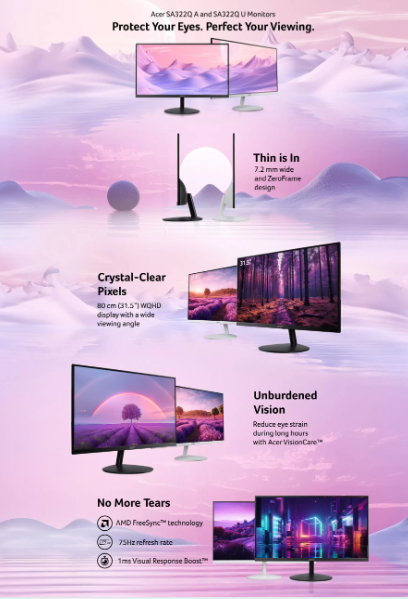 Acer SA322Q A and SA322Q U Monitors
Protect Your Eyes. Perfect Your Viewing.
Thin is In
7.2 mm wide
and ZeroFrame
design
31.5"
Crystal-Clear
Pixels
80 cm (31.5") WQHD
display with a wide
viewing angle
Unburdened
Vision
Reduce eye strain
during long hours
with Acer VisionCare™
No More Tears
AMD FreeSync™ technology
75Hz refresh rate
1ms Visual Response Boost™